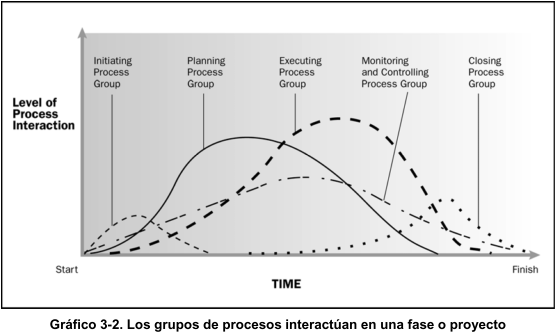 Initiating
Process
Group
Planning
Process
Group
Executing
Process
Group
Monitoring
and Controlling
Process Group
Closing
Process
Group
Level of
Process
Interaction
Start
Finish
TIME
Gráfico 3-2. Los grupos de procesos interactúan en una fase o proyecto